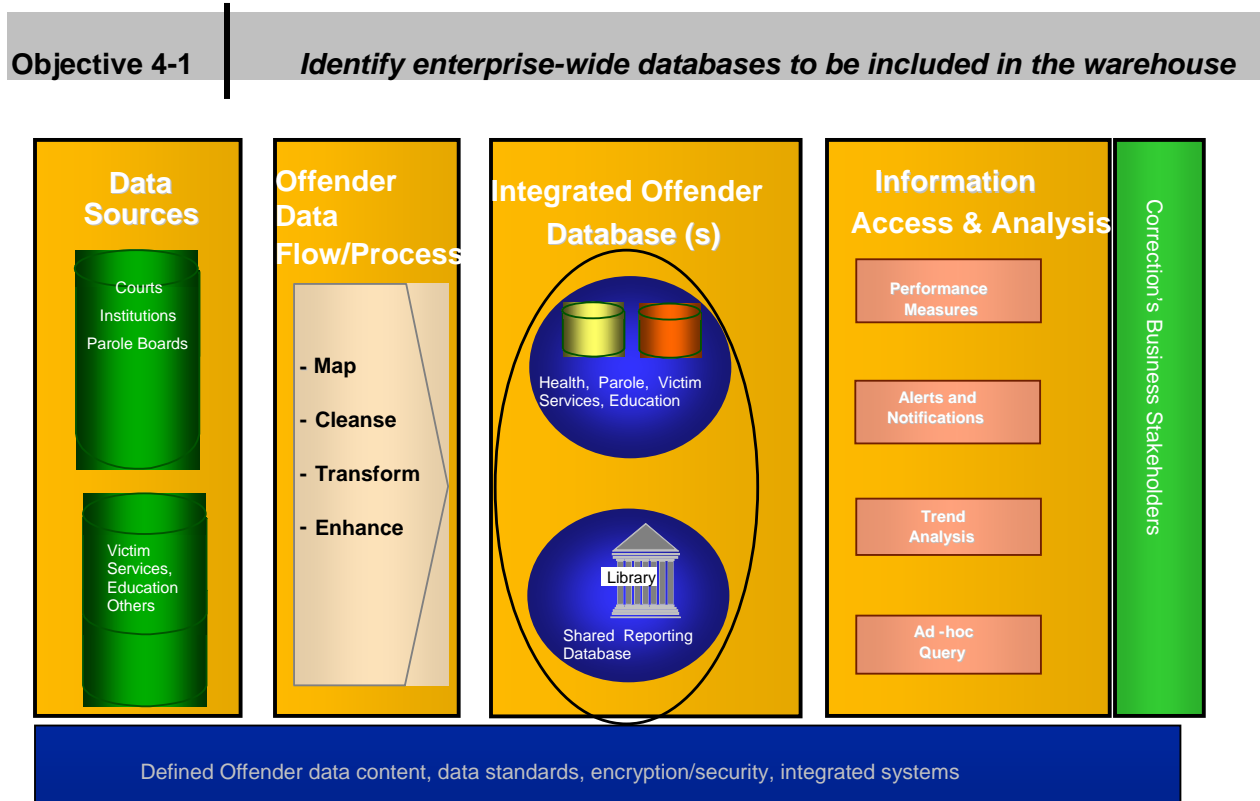 Objective 4-1
Identify enterprise-wide databases to be included in the warehouse
Data
Sources
Courts
Institutions
Parole Boards
Victim
Services,
Education
Others
Offender
Data
Flow/Process
- Map
- Cleanse
- Transform
- Enhance
Integrated Offender
Database (s)
Health, Parole, Victim
Services, Education
Library
Shared Reporting
Database
Information
Access & Analysis
Performance
Measures
Alerts and
Notifications
Trend
Analysis
Ad -hoc
Query
Correction's Business Stakeholders
Defined Offender data content, data standards, encryption/security, integrated systems